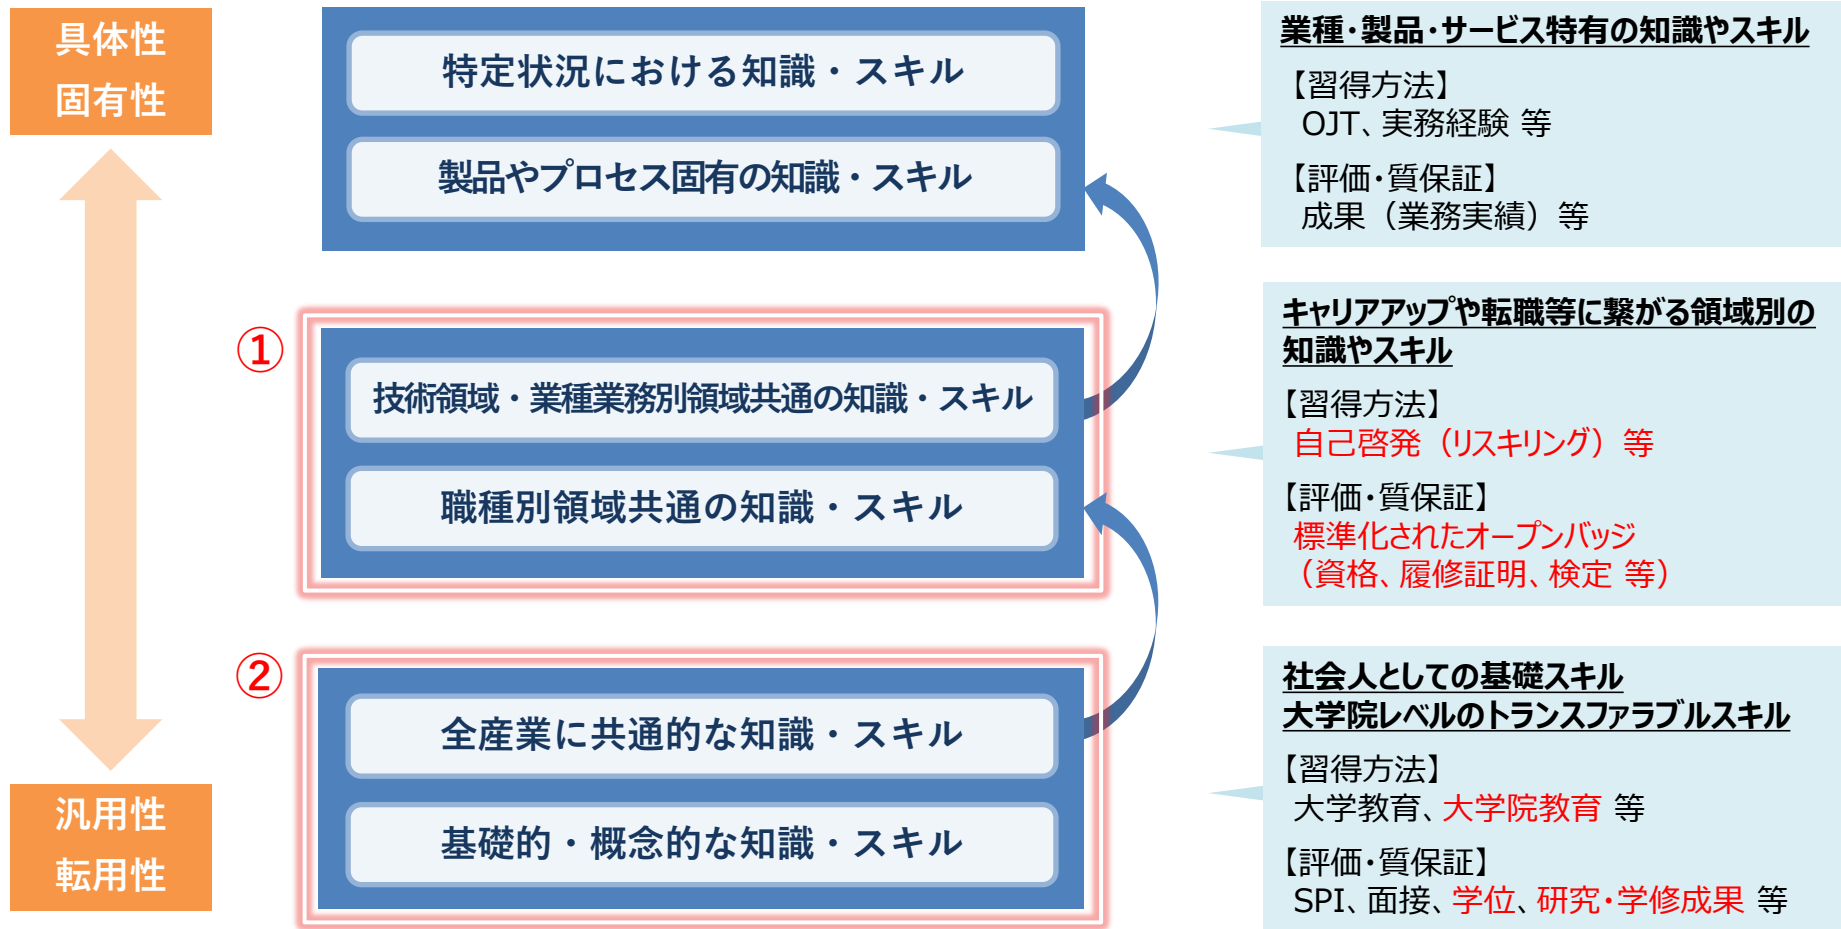 具体性
固有性
特定状況における知識・スキル
製品やプロセス固有の知識・スキル
業種・製品・サービス特有の知識やスキル
【習得方法】
OJT、実務経験 等
【評価・質保証】
成果（業務実績）等
①
技術領域・業種業務別領域共通の知識・スキル
職種別領域共通の知識・スキル
キャリアアップや転職等に繋がる領域別の
知識やスキル
【習得方法】
自己啓発（リスキリング）等
【評価・質保証】
標準化されたオープンバッジ
（資格、履修証明、検定 等）
②
全産業に共通的な知識・スキル
基礎的・概念的な知識・スキル
社会人としての基礎スキル
大学院レベルのトランスファラブルスキル
【習得方法】
大学教育、大学院教育 等
【評価・質保証】
SPI、面接、学位、研究・学修成果 等
汎用性
転用性